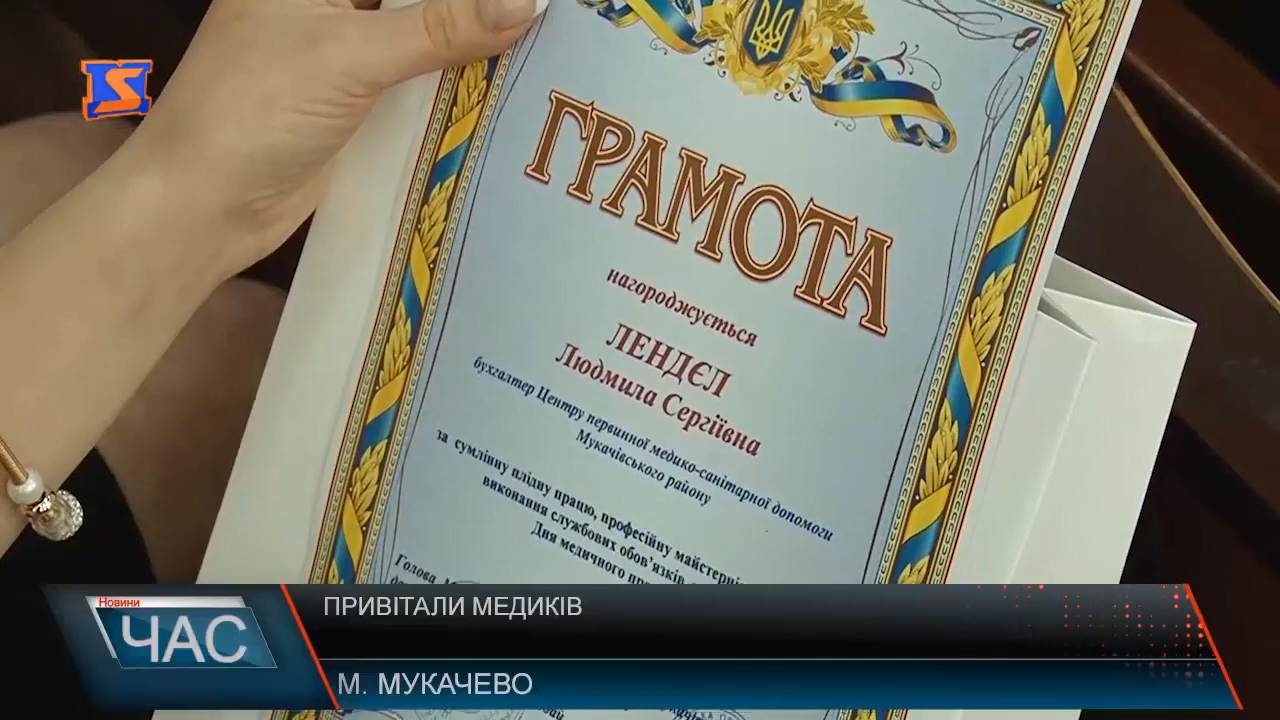 ГРАМОТА
нагороджується
ЛЕНДЄЛ
Людмила Сергіївна
бухгалтер Центру первинної медико-санітарної допомоги
Мукачівського району
за сумлінну плідну працю, професійну
виконання службових обов'язків
Дня медичного
Голова
Новини
ЧАС
ПРИВІТАЛИ МЕДИКІВ
М. МУКАЧЕВО